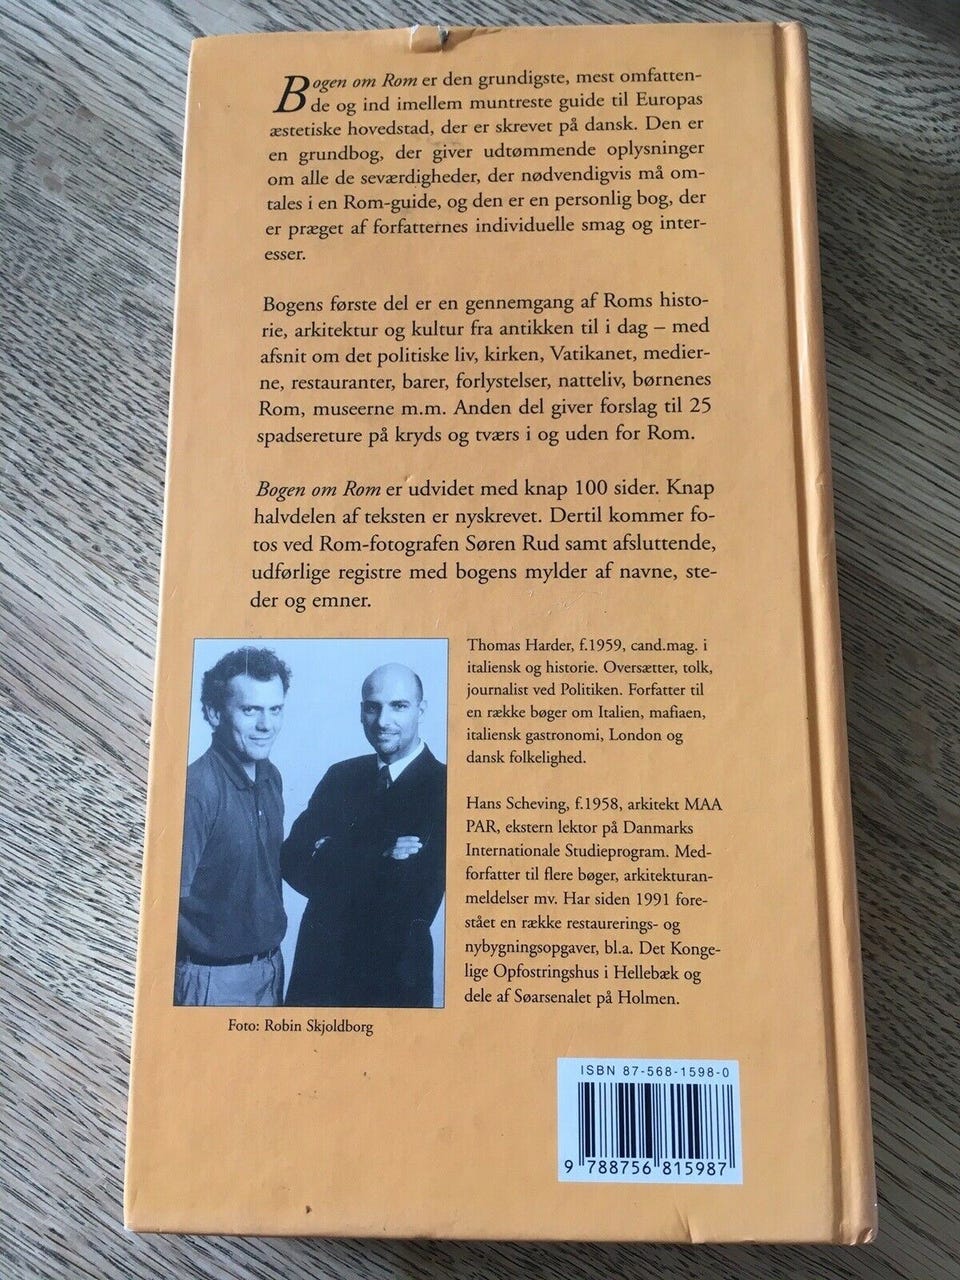 Bogen om Rom er den grundigste, mest omfatten-
de og ind imellem muntreste guide til Europas
æstetiske hovedstad, der er skrevet på dansk. Den er
en grundbog, der giver udtømmende oplysninger
om alle de seværdigheder, der nødvendigvis må om-
tales i en Rom-guide, og den er en personlig bog, der
er præget af forfatternes individuelle smag og inter-
esser.
Bogens første del er en gennemgang af Roms histo-
rie, arkitektur og kultur fra antikken til i dag – med
afsnit om det politiske liv, kirken, Vatikanet, medier-
ne, restauranter, barer, forlystelser, natteliv, børnenes
Rom, museerne m.m. Anden del giver forslag til 25
spadsereture på kryds og tværs i og uden for Rom.
Bogen om Rom er udvidet med knap 100 sider. Knap
halvdelen af teksten er nyskrevet. Dertil kommer fo-
tos ved Rom-fotografen Søren Rud samt afsluttende,
udførlige registre med bogens mylder af navne, ste-
der og emner.
Thomas Harder, f.1959, cand.mag. i
italiensk og historie. Oversætter, tolk,
journalist ved Politiken. Forfatter til
en række bøger om Italien, mafiaen,
italiensk gastronomi, London og
dansk folkelighed.
Hans Scheving, f.1958, arkitekt MAA
PAR, ekstern lektor på Danmarks
Internationale Studieprogram. Med-
forfatter til flere bøger, arkitekturan-
meldelser mv. Har siden 1991 fore-
stået en række restaurerings- og
nybygningsopgaver, bl.a. Det Konge-
lige Opfostringshus i Hellebæk og
dele af Søarsenalet på Holmen.
Foto: Robin Skjoldborg
ISBN 87-568-1598-0
9 788756 815987